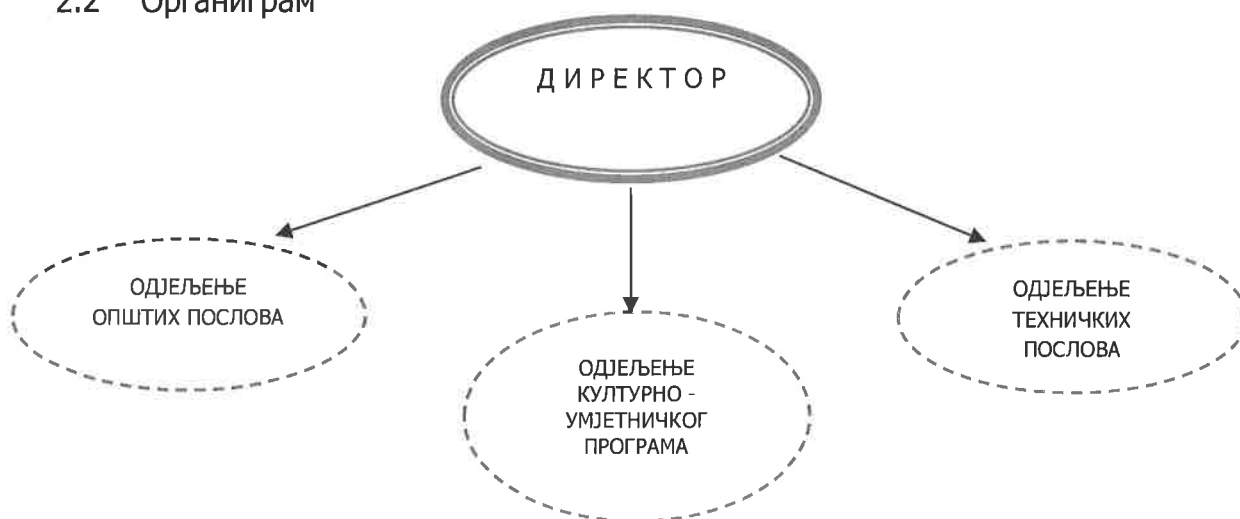 2.2 Органиграм
ДИРЕКТОР
ОДЈЕЉЕЊЕ
ОПШТИХ ПОСЛОВА
ОДЈЕЉЕЊЕ
КУЛТУРНО -
УМЈЕТНИЧКОГ
ПРОГРАМА
ОДЈЕЉЕЊЕ
ТЕХНИЧКИХ
ПОСЛОВА